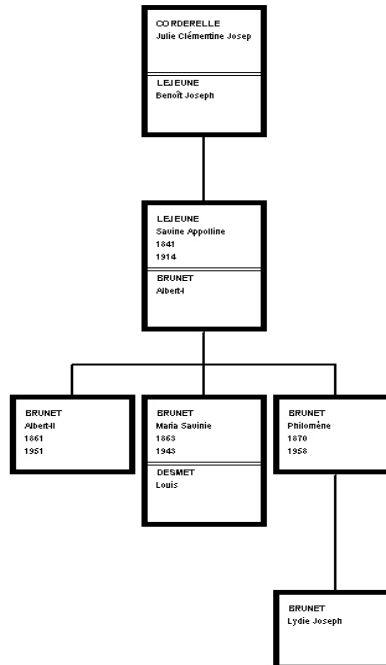 CORDERELLE
Julie Clémentine Josep
LEJEUNE
Benoît Joseph
LEJEUNE
Savine Appolline
1841
1914
BRUNET
Albert-I
BRUNET
Albert-II
1861
1951
BRUNET
Maria Savinie
1863
1943
DESMET
Louis
BRUNET
Philomène
1870
1958
BRUNET
Lydie Joseph